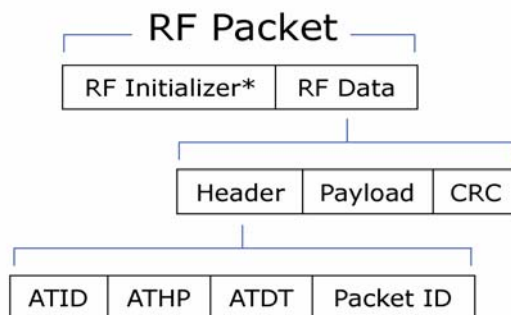 RF Packet
RF Initializer* RF Data
Header Payload CRC
ATID ATHP ATDT Packet ID